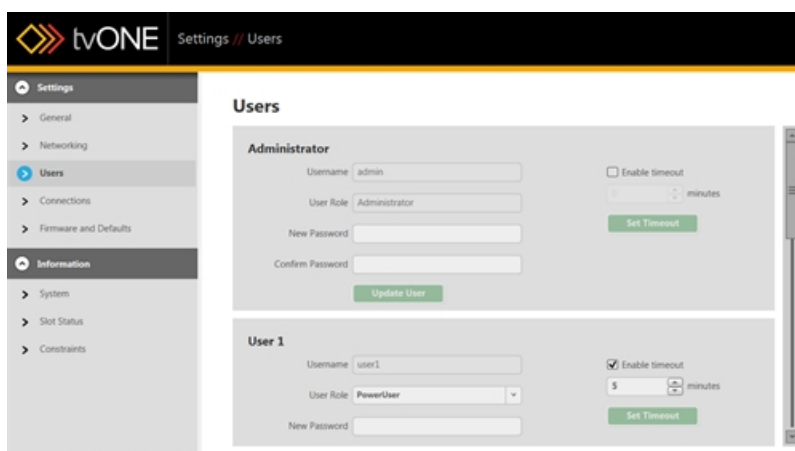 tvONE Settings // Users
Settings
General
Networking
Users
Connections
Firmware and Defaults
Information
System
Slot Status
Constraints
Users
Administrator
Username admin
Enable timeout
0 minutes
User Role Administrator
Set Timeout
New Password
Confirm Password
Update User
User 1
Username user1
Enable timeout
5 minutes
User Role PowerUser
Set Timeout
New Password